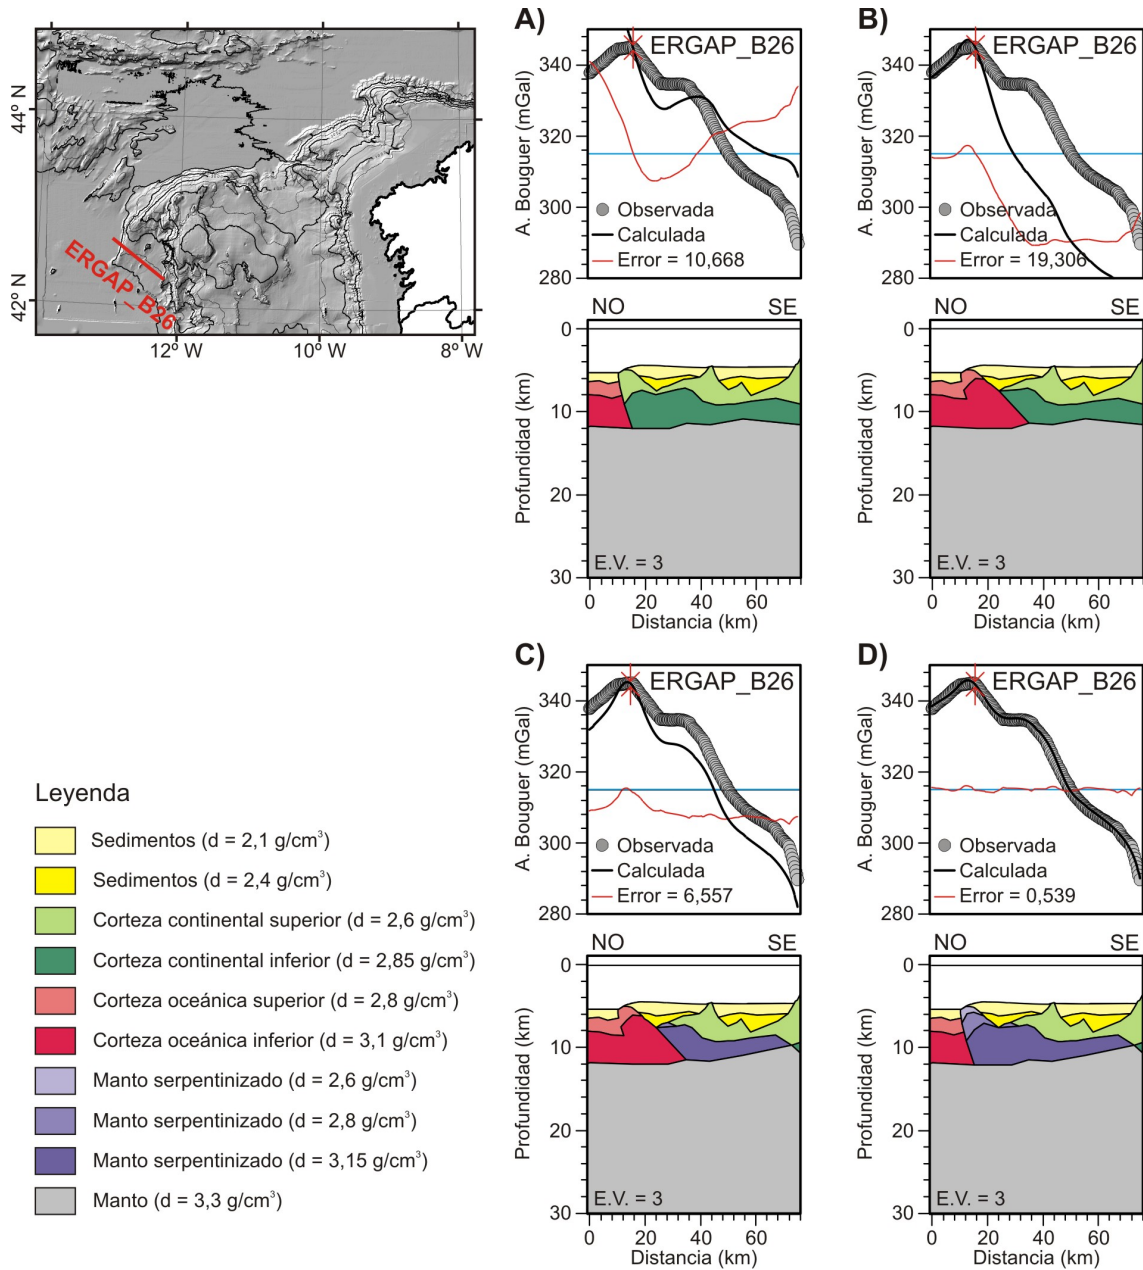 44º N
42º N
12º W
10º W
8º W
ERGAP_B26
A)
ERGAP_B26
A. Bouguer (mGal)
340
320
300
280
Observada
Calculada
Error = 10,668
NO
SE
Profundidad (km)
0
10
20
30
E.V. = 3
0
20
40
60
Distancia (km)
B)
ERGAP_B26
A. Bouguer (mGal)
340
320
300
280
Observada
Calculada
Error = 19,306
NO
SE
Profundidad (km)
0
10
20
30
E.V. = 3
0
20
40
60
Distancia (km)
C)
ERGAP_B26
A. Bouguer (mGal)
340
320
300
280
Observada
Calculada
Error = 6,557
NO
SE
Profundidad (km)
0
10
20
30
E.V. = 3
0
20
40
60
Distancia (km)
D)
ERGAP_B26
A. Bouguer (mGal)
340
320
300
280
Observada
Calculada
Error = 0,539
NO
SE
Profundidad (km)
0
10
20
30
E.V. = 3
0
20
40
60
Distancia (km)
Leyenda
Sedimentos (d = 2,1 g/cm³)
Sedimentos (d = 2,4 g/cm³)
Corteza continental superior (d = 2,6 g/cm³)
Corteza continental inferior (d = 2,85 g/cm³)
Corteza oceánica superior (d = 2,8 g/cm³)
Corteza oceánica inferior (d = 3,1 g/cm³)
Manto serpentinizado (d = 2,6 g/cm³)
Manto serpentinizado (d = 2,8 g/cm³)
Manto serpentinizado (d = 3,15 g/cm³)
Manto (d = 3,3 g/cm³)